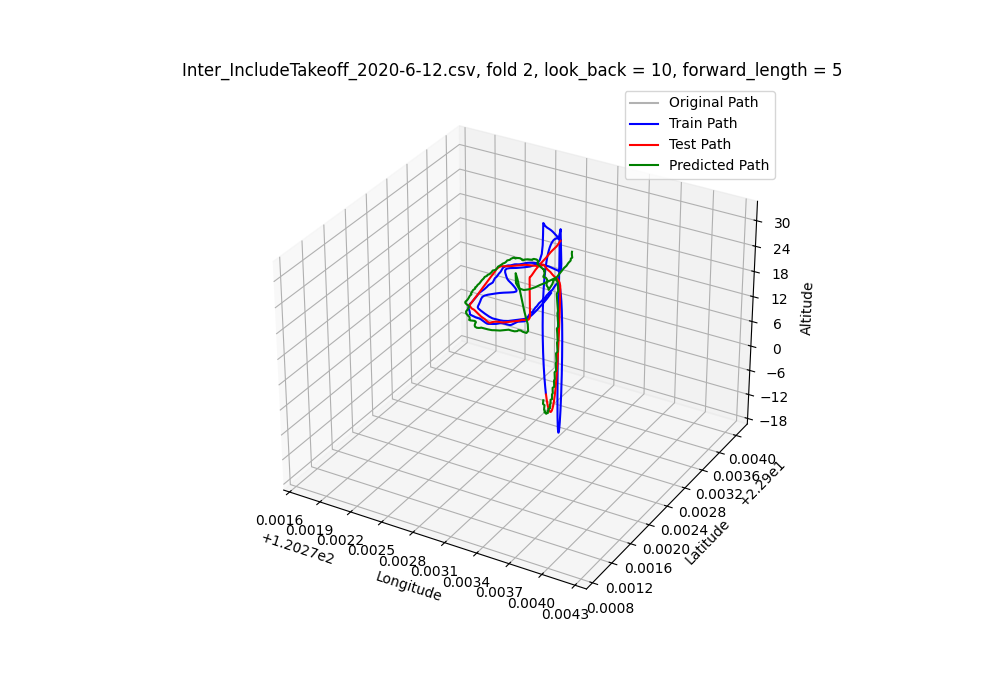 Inter_IncludeTakeoff_2020-6-12.csv, fold 2, look_back = 10, forward_length = 5
Original Path
Train Path
Test Path
Predicted Path
30
24
18
12
6
0
−6
−12
−18
Altitude
0.0040
0.0036
0.0032
0.0028
0.0024
0.0020
0.0016
0.0012
0.0008
+2.29e1
Latitude
0.0016
0.0019
0.0022
0.0025
0.0028
0.0031
0.0034
0.0037
0.0040
0.0043
+1.2027e2
Longitude